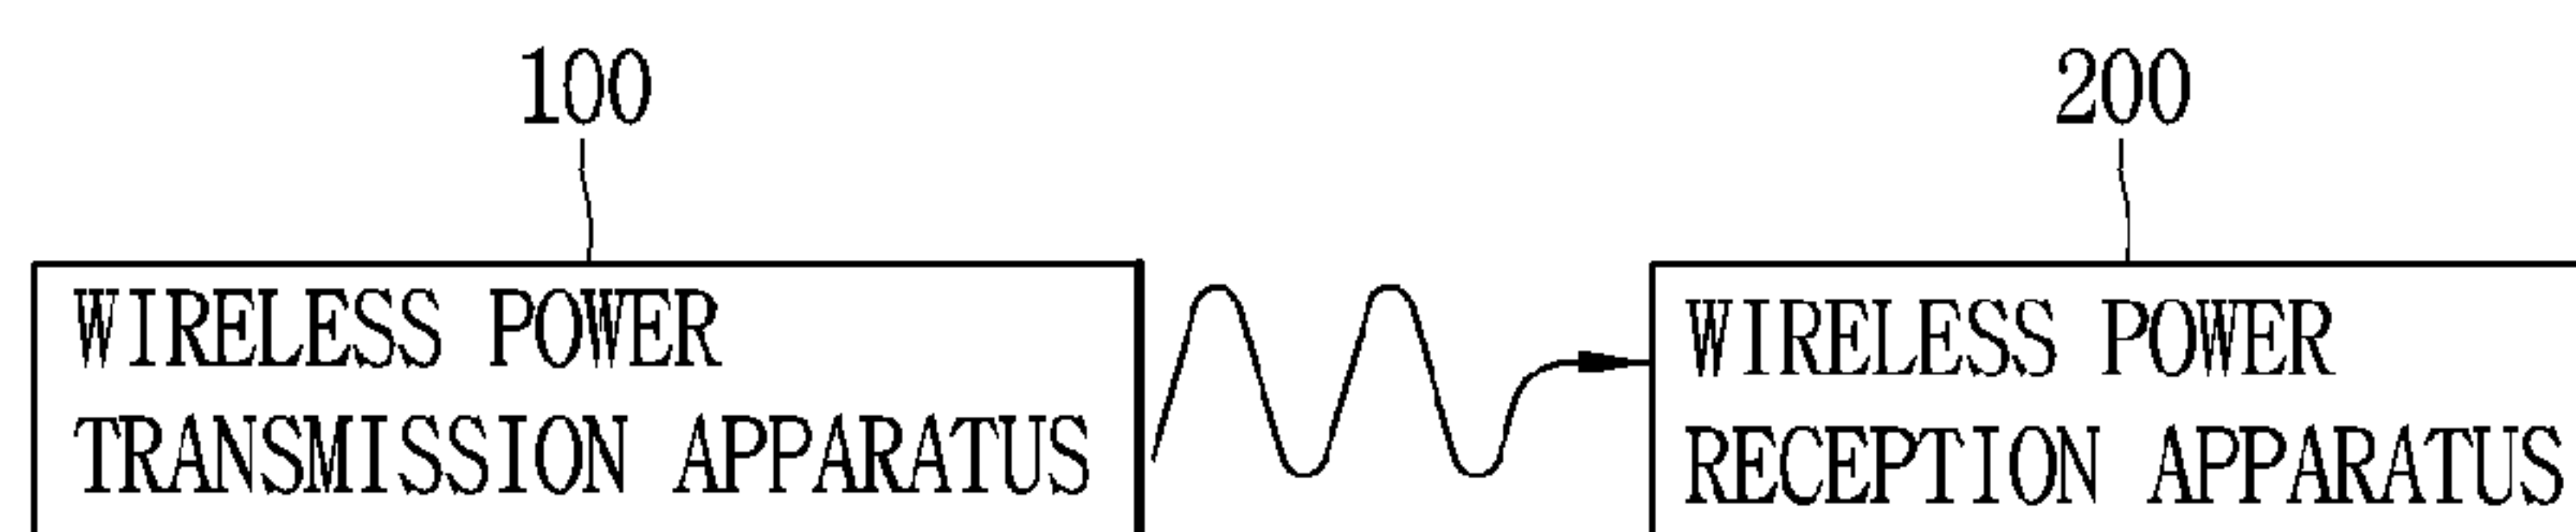 100
200
WIRELESS POWER
TRANSMISSION APPARATUS
WIRELESS POWER
RECEPTION APPARATUS